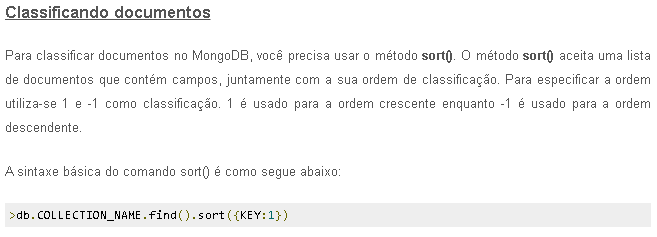 Classificando documentos
Para classificar documentos no MongoDB, você precisa usar o método sort(). O método sort() aceita uma lista
de documentos que contém campos, juntamente com a sua ordem de classificação. Para especificar a ordem
utiliza-se 1 e -1 como classificação. 1 é usado para a ordem crescente enquanto -1 é usado para a ordem
descendente.
A sintaxe básica do comando sort() é como segue abaixo:
>db.COLLECTION_NAME.find().sort({KEY:1})